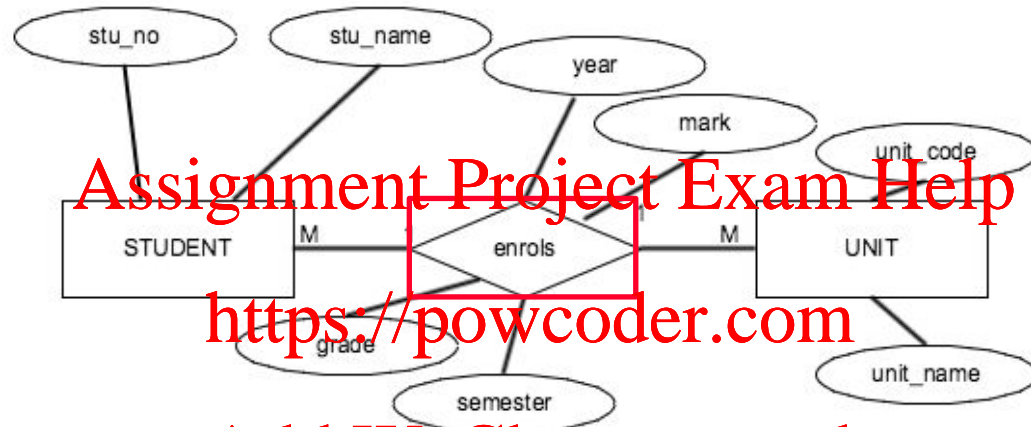 stu_no
stu_name
year
mark
unit_code
Assignment Project Exam Help
STUDENT
M
enrols
M
UNIT
https://powcoder.com
grade
unit_name
semester